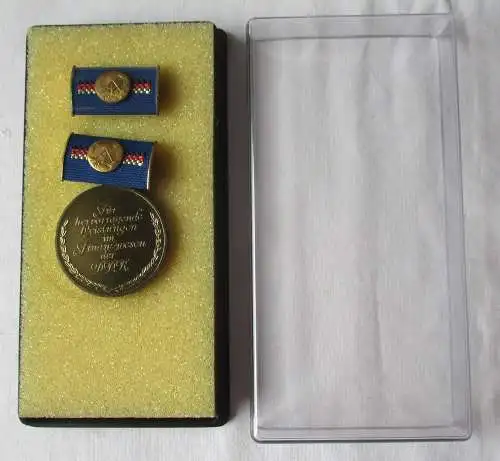 Für
hervorragende
Leistungen
im
Finanzwesen
der
DDR